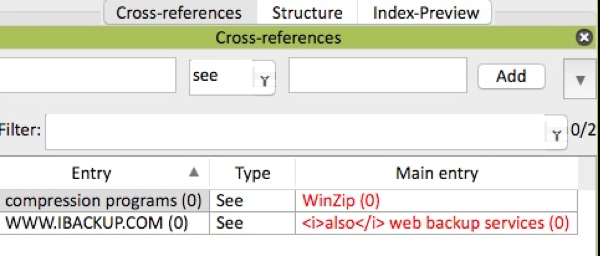 Cross-references Structure Index-Preview
Cross-references
see Add
Filter: 0/2
Entry Type Main entry
compression programs (0) See WinZip (0)
WWW.IBACKUP.COM (0) See <i>also</i> web backup services (0)